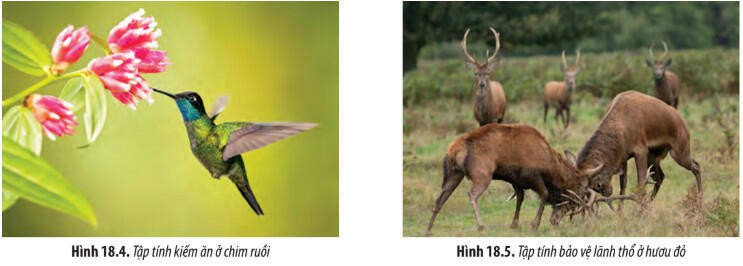 Hình 18.4. Tập tính kiếm ăn ở chim ruồi
Hình 18.5. Tập tính bảo vệ lãnh thổ ở hươu đỏ